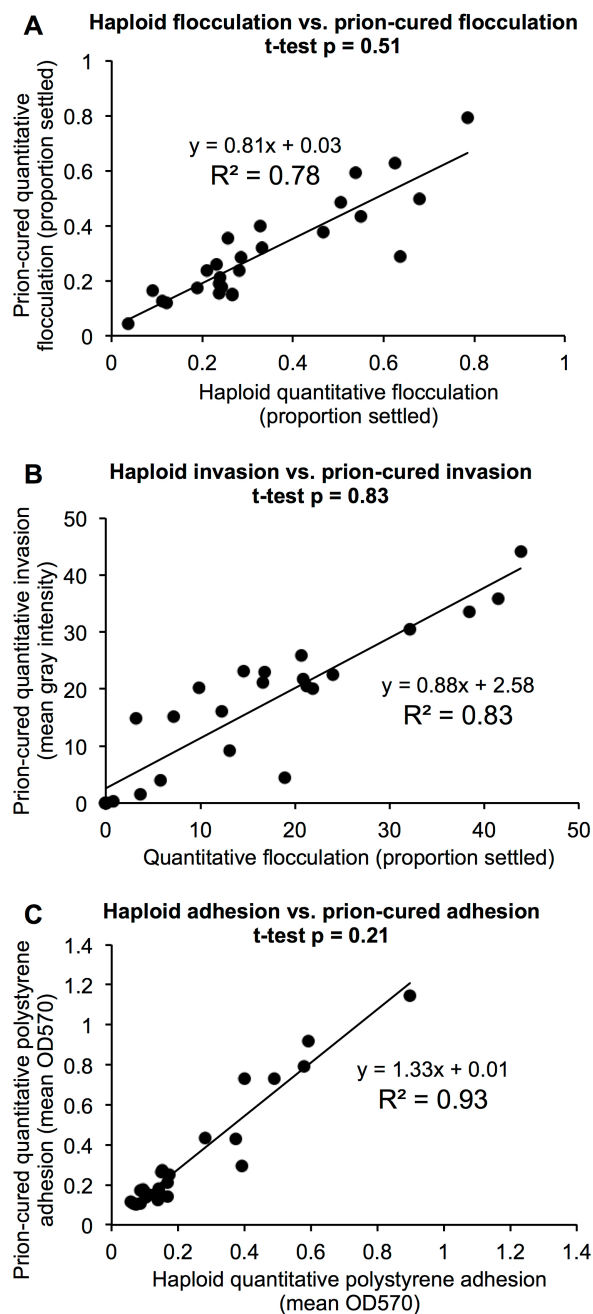 A
Haploid flocculation vs. prion-cured flocculation
t-test p = 0.51
Prion-cured quantitative
flocculation (proportion settled)
1
0.8
0.6
0.4
0.2
0
y = 0.81x + 0.03
R² = 0.78
0 0.2 0.4 0.6 0.8 1
Haploid quantitative flocculation
(proportion settled)
B
Haploid invasion vs. prion-cured invasion
t-test p = 0.83
Prion-cured quantitative invasion
(mean gray intensity)
50
40
30
20
10
0
y = 0.88x + 2.58
R² = 0.83
0 10 20 30 40 50
Quantitative flocculation (proportion settled)
C
Haploid adhesion vs. prion-cured adhesion
t-test p = 0.21
Prion-cured quantitative polystyrene
adhesion (mean OD570)
1.4
1.2
1
0.8
0.6
0.4
0.2
0
y = 1.33x + 0.01
R² = 0.93
0 0.2 0.4 0.6 0.8 1 1.2 1.4
Haploid quantitative polystyrene adhesion
(mean OD570)